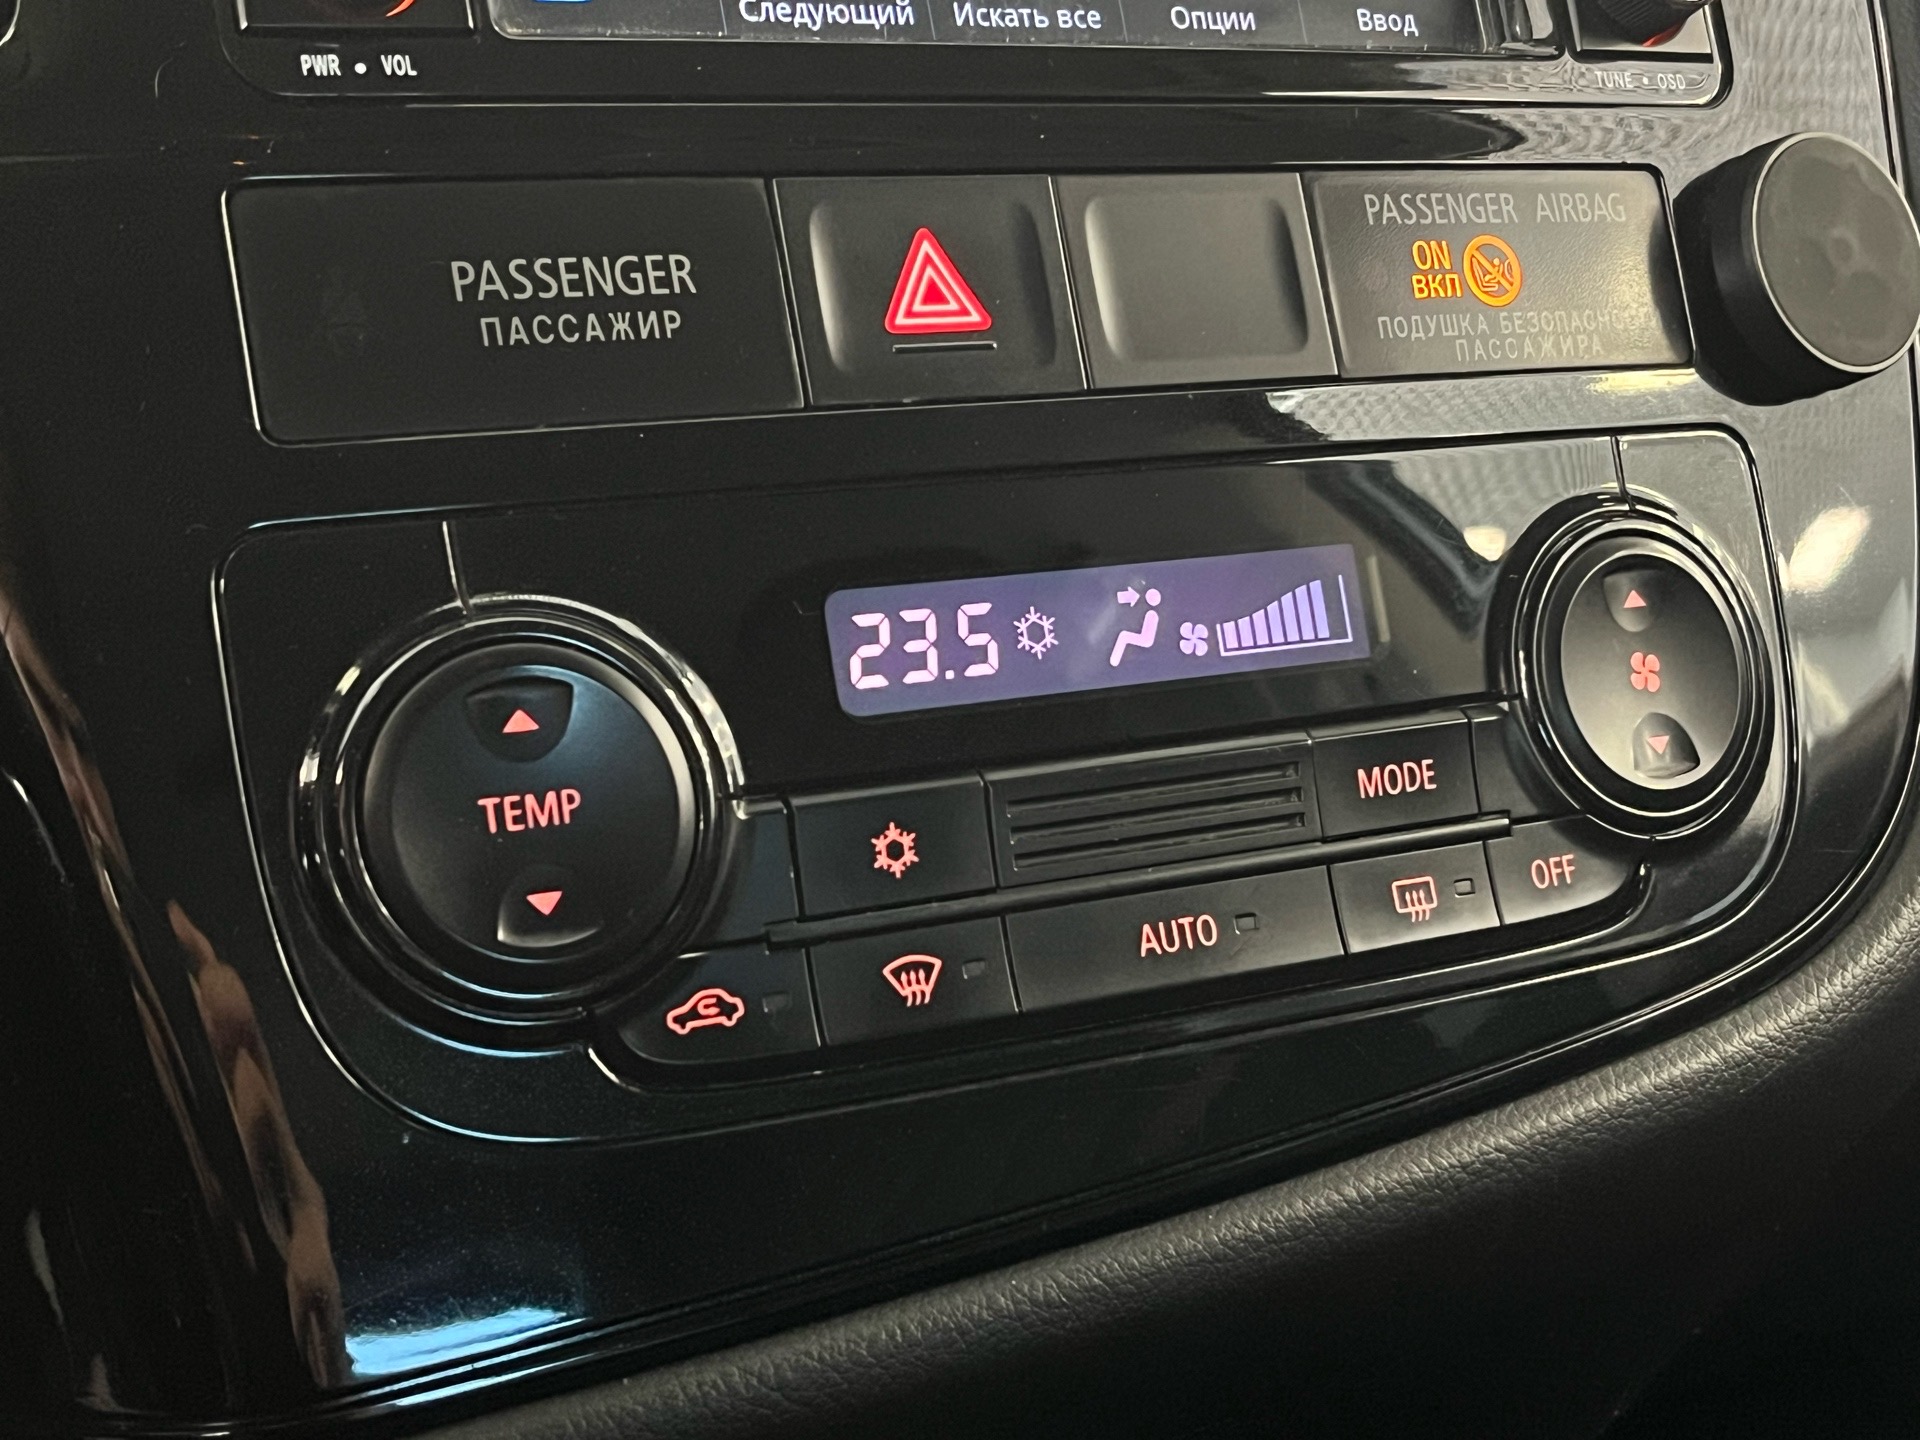 Следующий
Искать все
Опции
Ввод
PWR • VOL
TUNE • OSD
PASSENGER
ПАССАЖИР
PASSENGER AIRBAG
ON
ВКЛ
ПОДУШКА
ПАССАЖИРА
23.5
TEMP
MODE
AUTO
OFF